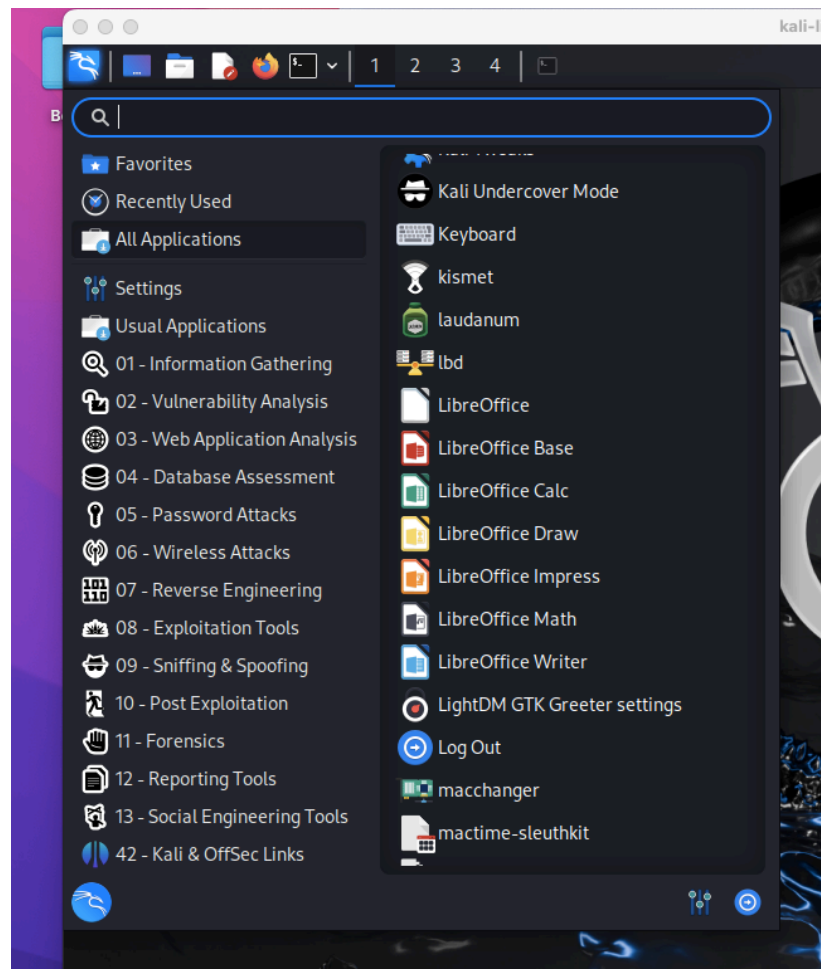 kali-li
1 2 3 4
Favorites
Recently Used
All Applications
Settings
Usual Applications
01 - Information Gathering
02 - Vulnerability Analysis
03 - Web Application Analysis
04 - Database Assessment
05 - Password Attacks
06 - Wireless Attacks
07 - Reverse Engineering
08 - Exploitation Tools
09 - Sniffing & Spoofing
10 - Post Exploitation
11 - Forensics
12 - Reporting Tools
13 - Social Engineering Tools
42 - Kali & OffSec Links
Kali Undercover Mode
Keyboard
kismet
laudanum
lbd
LibreOffice
LibreOffice Base
LibreOffice Calc
LibreOffice Draw
LibreOffice Impress
LibreOffice Math
LibreOffice Writer
LightDM GTK Greeter settings
Log Out
macchanger
mactime-sleuthkit